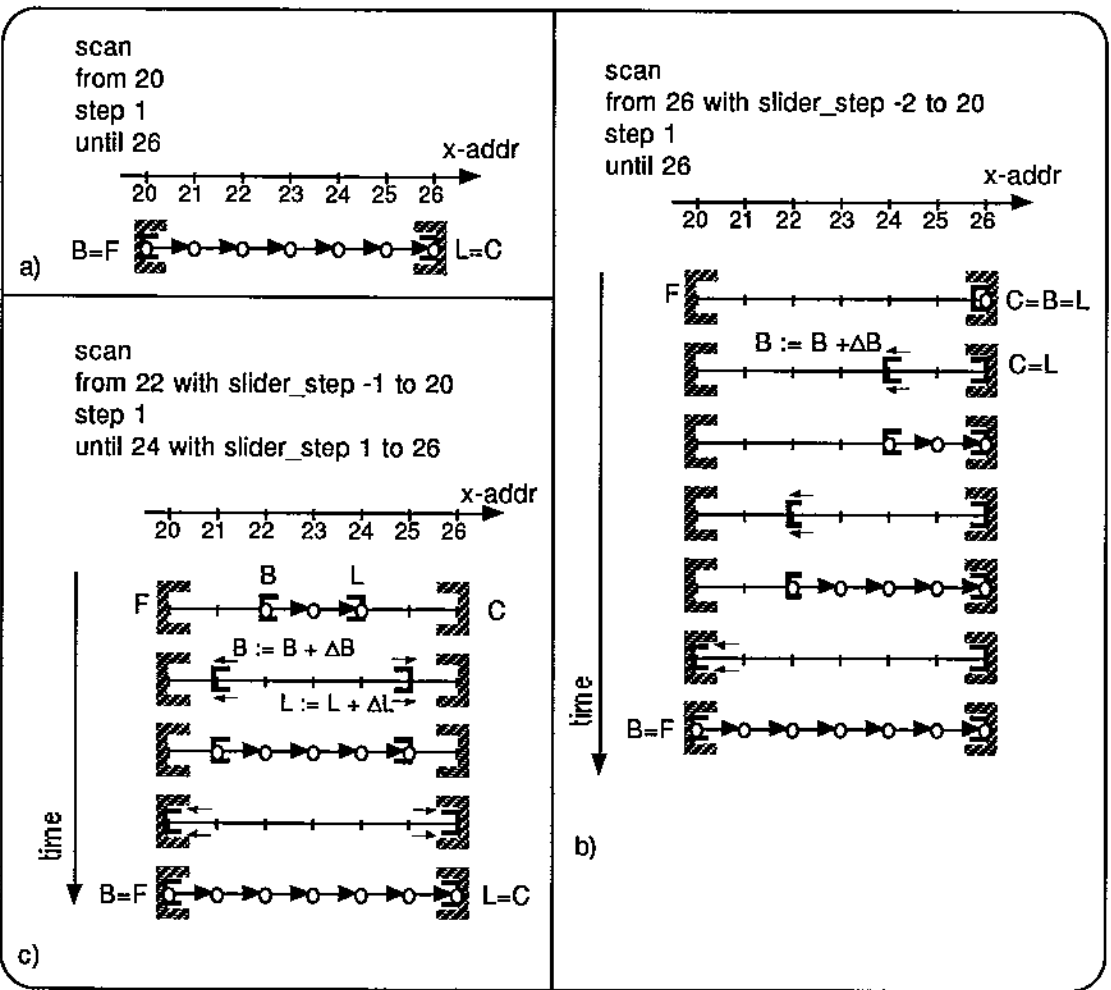 scan
from 20
step 1
until 26
x-addr
20 21 22 23 24 25 26
B=F L=C
a)
scan
from 26 with slider_step -2 to 20
step 1
until 26
x-addr
20 21 22 23 24 25 26
F C=B=L
B := B +ΔB C=L
B=F
time
b)
scan
from 22 with slider_step -1 to 20
step 1
until 24 with slider_step 1 to 26
x-addr
20 21 22 23 24 25 26
B L
F C
B := B + ΔB
L := L + ΔL
time
B=F L=C
c)